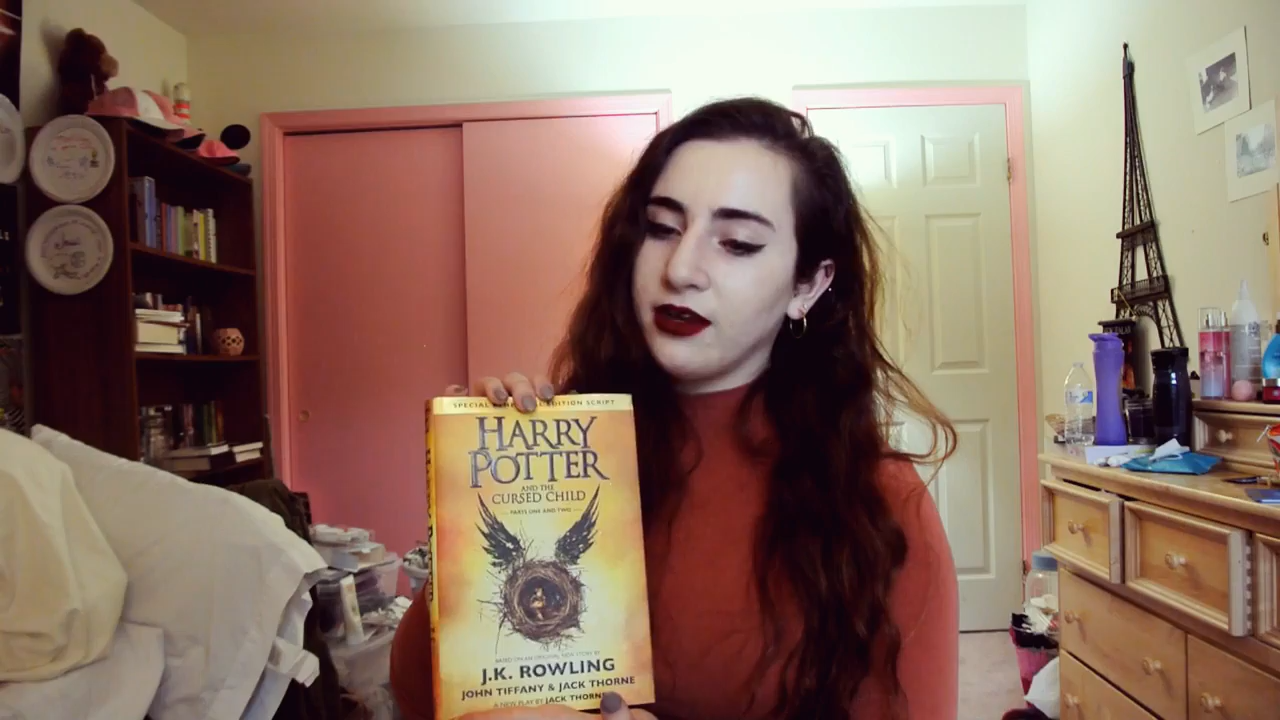 SPECIAL REHEARSAL EDITION SCRIPT
HARRY
POTTER
AND THE
CURSED CHILD
PARTS ONE AND TWO
BASED ON AN ORIGINAL NEW STORY BY
J.K. ROWLING
JOHN TIFFANY & JACK THORNE
A NEW PLAY BY JACK THORNE